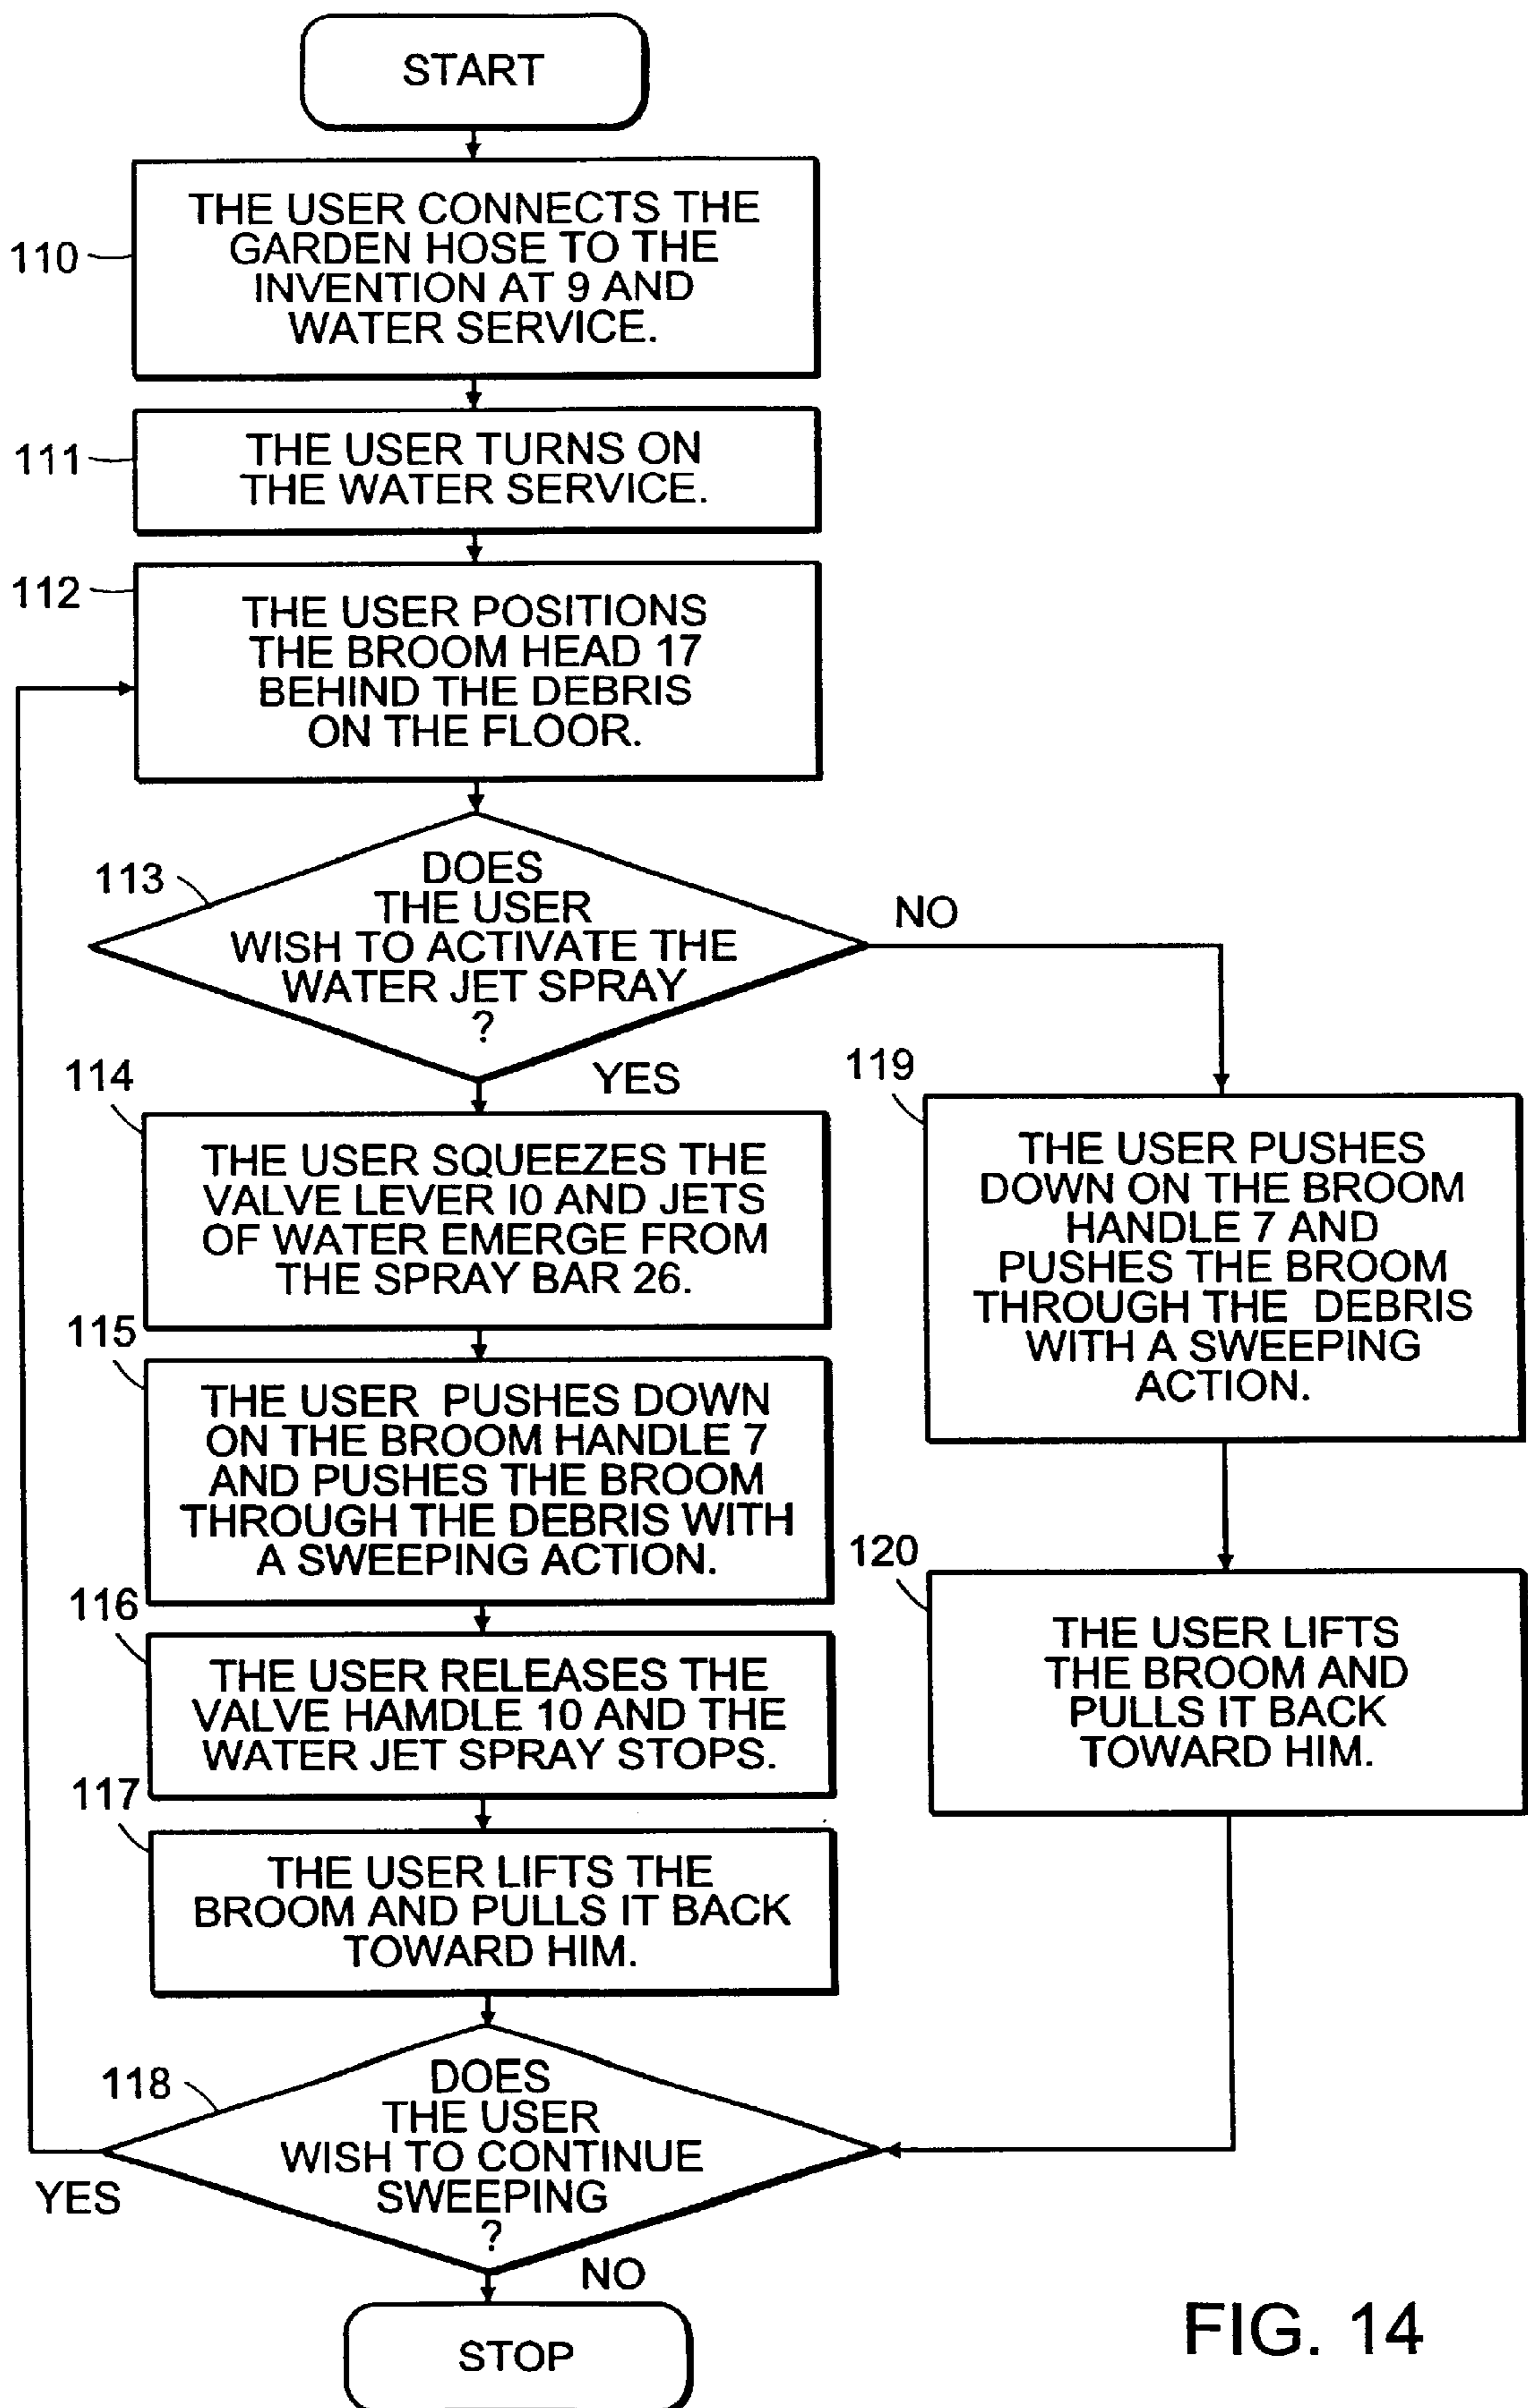 START
110
THE USER CONNECTS THE
GARDEN HOSE TO THE
INVENTION AT 9 AND
WATER SERVICE.
111
THE USER TURNS ON
THE WATER SERVICE.
112
THE USER POSITIONS
THE BROOM HEAD 17
BEHIND THE DEBRIS
ON THE FLOOR.
113
DOES
THE USER
WISH TO ACTIVATE THE
WATER JET SPRAY
?
NO
YES
114
THE USER SQUEEZES THE
VALVE LEVER I0 AND JETS
OF WATER EMERGE FROM
THE SPRAY BAR 26.
115
THE USER PUSHES DOWN
ON THE BROOM HANDLE 7
AND PUSHES THE BROOM
THROUGH THE DEBRIS WITH
A SWEEPING ACTION.
116
THE USER RELEASES THE
VALVE HAMDLE 10 AND THE
WATER JET SPRAY STOPS.
117
THE USER LIFTS THE
BROOM AND PULLS IT BACK
TOWARD HIM.
119
THE USER PUSHES
DOWN ON THE BROOM
HANDLE 7 AND
PUSHES THE BROOM
THROUGH THE DEBRIS
WITH A SWEEPING
ACTION.
120
THE USER LIFTS
THE BROOM AND
PULLS IT BACK
TOWARD HIM.
118
DOES
THE USER
WISH TO CONTINUE
SWEEPING
?
YES
NO
STOP
FIG. 14